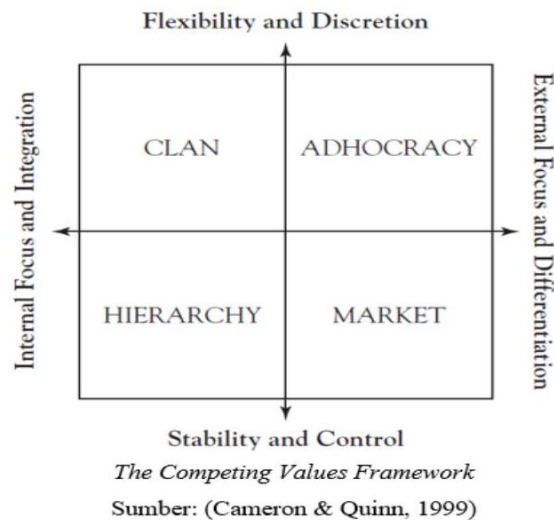 Flexibility and Discretion
Internal Focus and Integration
CLAN
ADHOCRACY
External Focus and Differentiation
HIERARCHY
MARKET
Stability and Control
The Competing Values Framework
Sumber: (Cameron & Quinn, 1999)